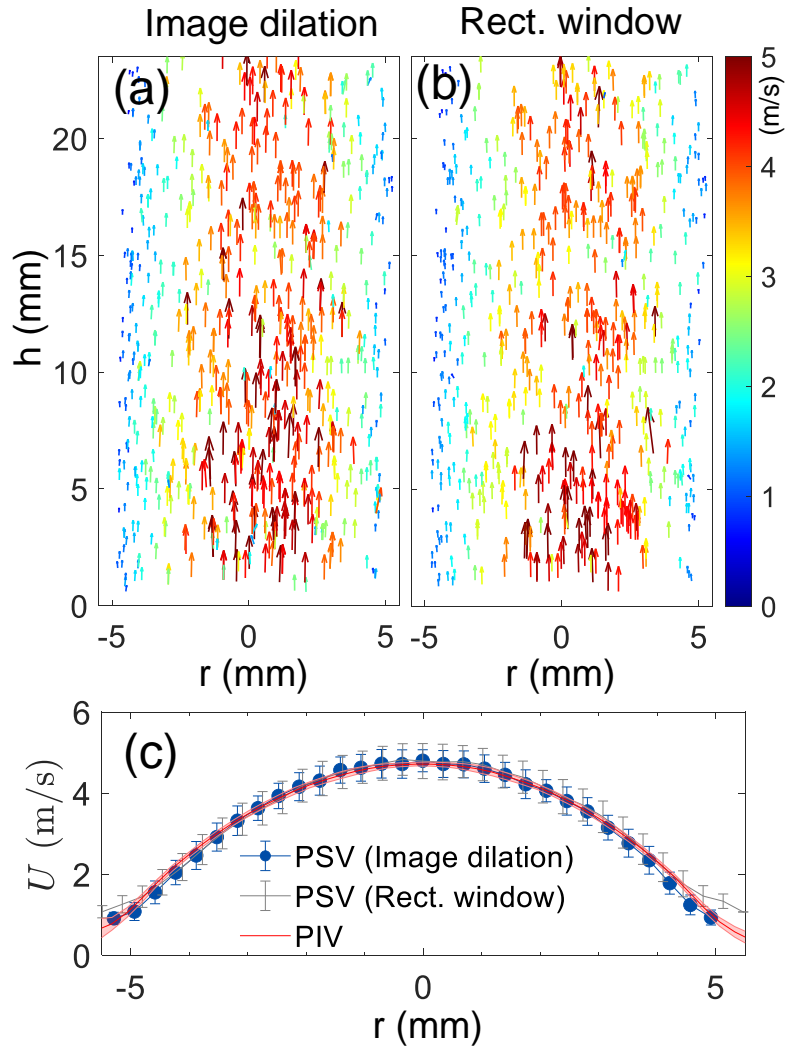 Image dilation
Rect. window
(a)
(b)
20
15
10
5
0
h (mm)
-5 0 5
-5 0 5
r (mm)
r (mm)
5
4
3
2
1
0
(m/s)
(c)
6
4
2
0
U (m/s)
PSV (Image dilation)
PSV (Rect. window)
PIV
-5 0 5
r (mm)